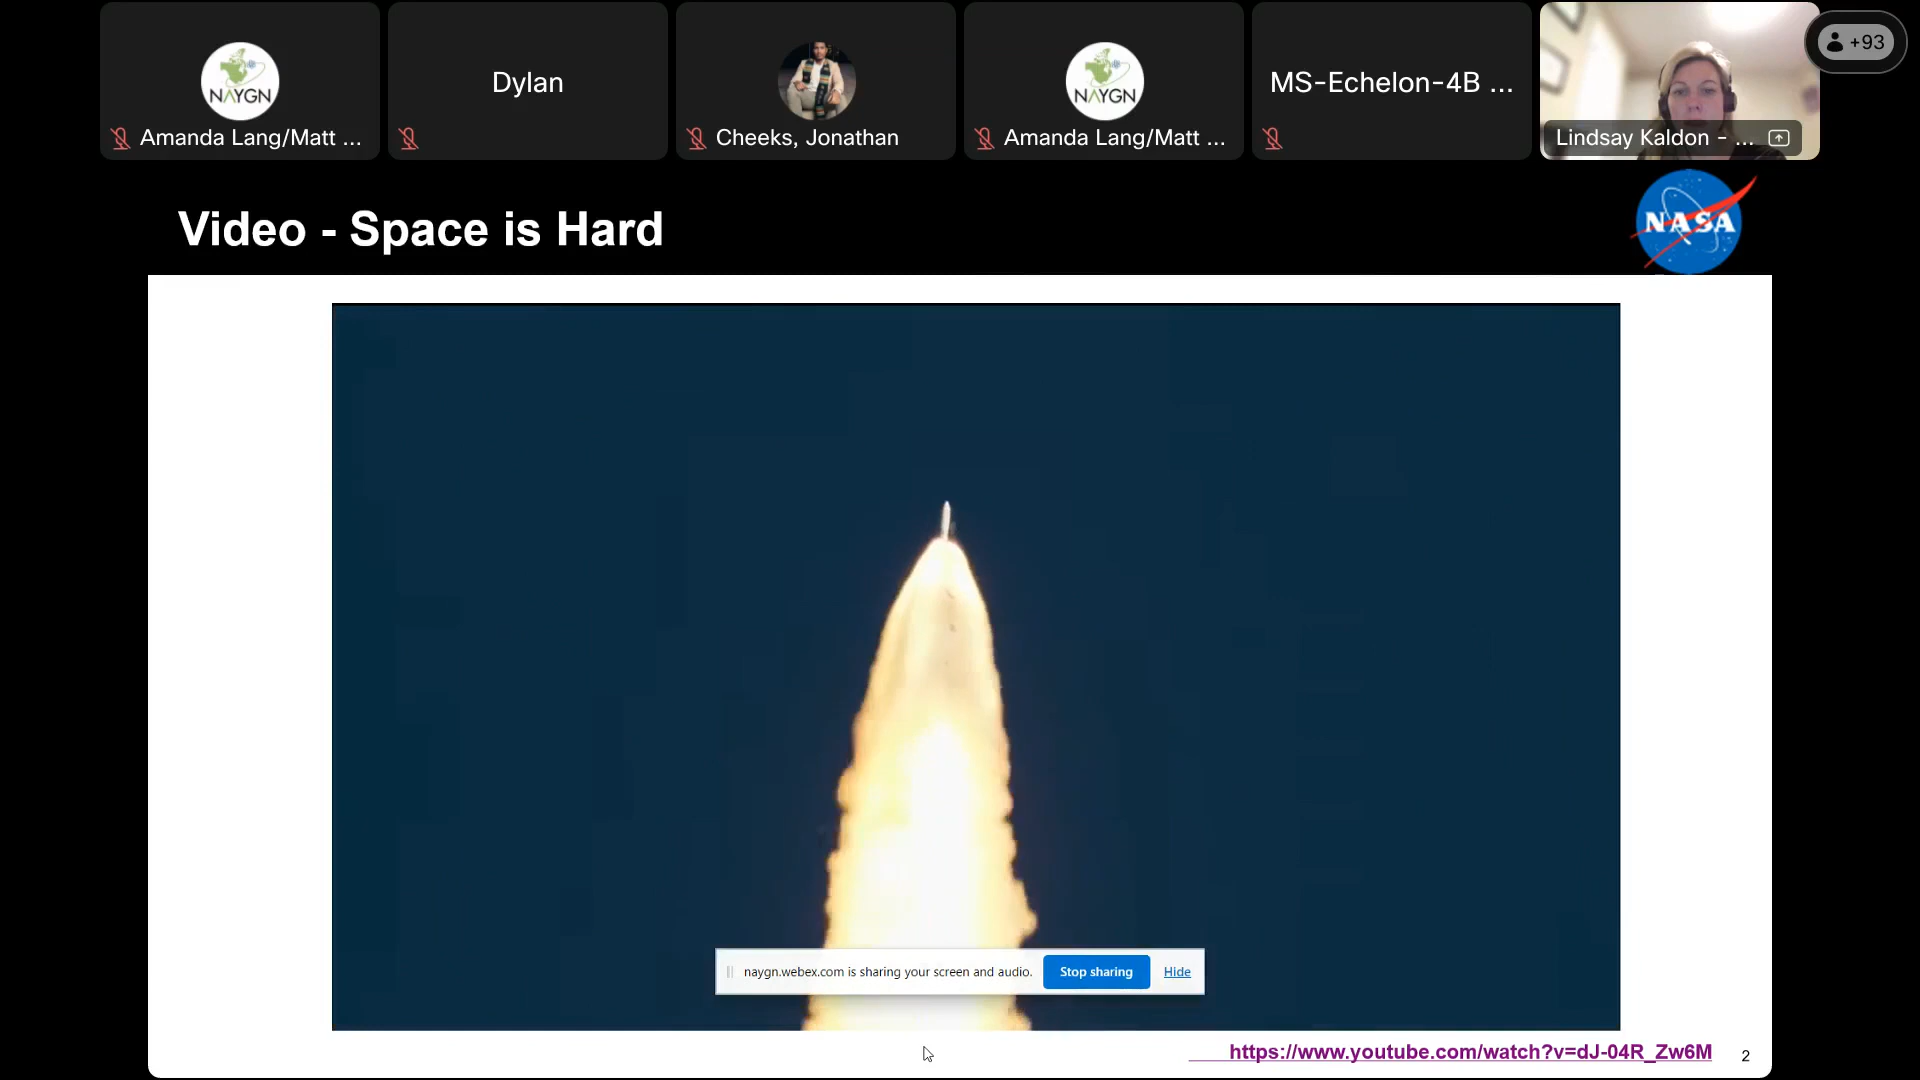 NAYGN
Amanda Lang/Matt ...
Dylan
Cheeks, Jonathan
NAYGN
Amanda Lang/Matt ...
MS-Echelon-4B ...
Lindsay Kaldon - ...
+93
Video - Space is Hard
NASA
naygn.webex.com is sharing your screen and audio.
Stop sharing
Hide
https://www.youtube.com/watch?v=dJ-04R_Zw6M
2